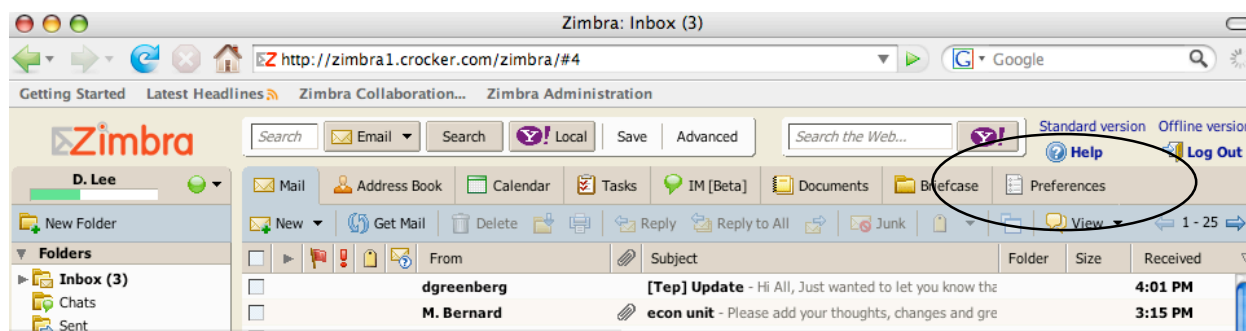 Zimbra: Inbox (3)
http://zimbra1.crocker.com/zimbra/#4 G Google
Getting Started Latest Headlines Zimbra Collaboration... Zimbra Administration
Zimbra Search Email Search Y! Local Save Advanced Search the Web... Y! Standard version Offline version
Help Log Out
D. Lee Mail Address Book Calendar Tasks IM [Beta] Documents Briefcase Preferences
New Folder New Get Mail Delete Reply Reply to All Junk View 1 - 25
Folders From Subject Folder Size Received
Inbox (3) dgreenberg [Tep] Update - Hi All, Just wanted to let you know tha 4:01 PM
Chats M. Bernard econ unit - Please add your thoughts, changes and gre 3:15 PM
Sent